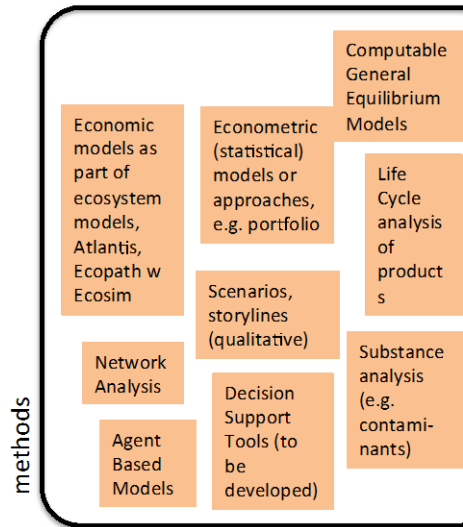 Computable
General
Equilibrium
Models
Economic
models as
part of
ecosystem
models,
Atlantis,
Ecopath w
Ecosim
Econometric
(statistical)
models or
approaches,
e.g. portfolio
Life
Cycle
analysis
of
product
s
Scenarios,
storylines
(qualitative)
Network
Analysis
Substance
analysis
(e.g.
contami-
nants)
Decision
Support
Tools (to
be
developed)
Agent
Based
Models
methods